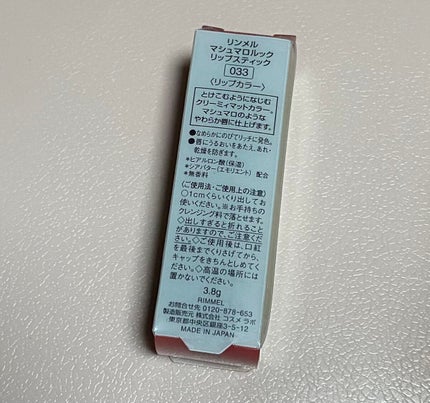 リンメル
マシュマロルック
リップスティック
033
〈リップカラー〉
とけこむようになじむ
クリーミィマットカラー。
マシュマロのような
やわらか唇に仕上げます。
●なめらかにのびてリッチに発色。
●唇にうるおいをあたえ、あれ・
乾燥を防ぎます。
*ヒアルロン酸(保湿)
*シアバター(エモリエント) 配合
*無香料
〈ご使用法・ご使用上の注意〉
○1cmくらいくり出してお
使いください。※お手持ちの
クレンジング料で落とせます。
◇出しすぎると折れることが
ありますので、ご注意くだ
さい。◇ご使用後は、口紅
を最後までくりさげてから、
キャップをきちんとしめてく
ださい。◇高温の場所には
置かないでください。
3.8g
RIMMEL
お問合せ先 0120-878-653
製造販売元 株式会社 コスメ ラボ
東京都中央区銀座3-5-12
MADE IN JAPAN